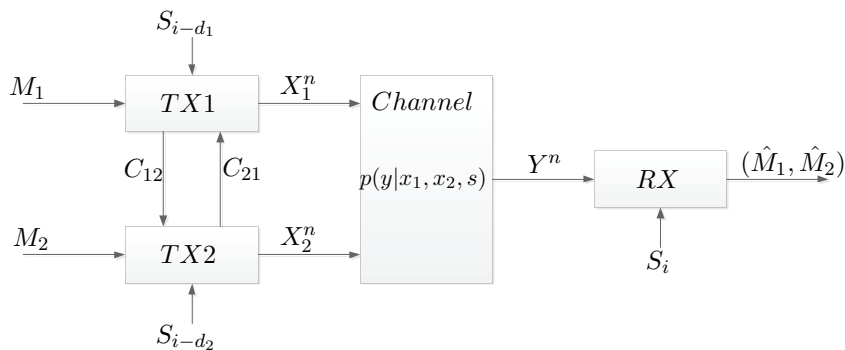 S_{i-d_1}
M_1
TX1
X_1^n
Channel
C_{12}
C_{21}
p(y|x_1, x_2, s)
Y^n
RX
(\hat{M}_1, \hat{M}_2)
M_2
TX2
X_2^n
S_i
S_{i-d_2}